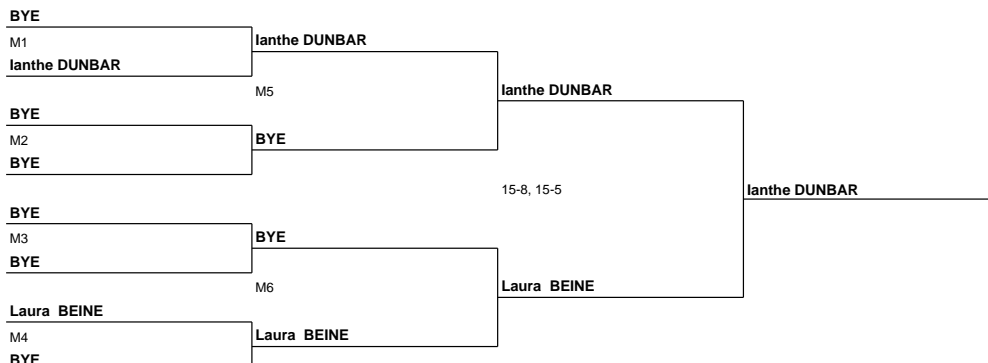 BYE
M1
Ianthe DUNBAR
Ianthe DUNBAR
M5
Ianthe DUNBAR
BYE
M2
BYE
BYE
15-8, 15-5
Ianthe DUNBAR
BYE
M3
BYE
BYE
M6
Laura BEINE
Laura BEINE
M4
Laura BEINE
BYE